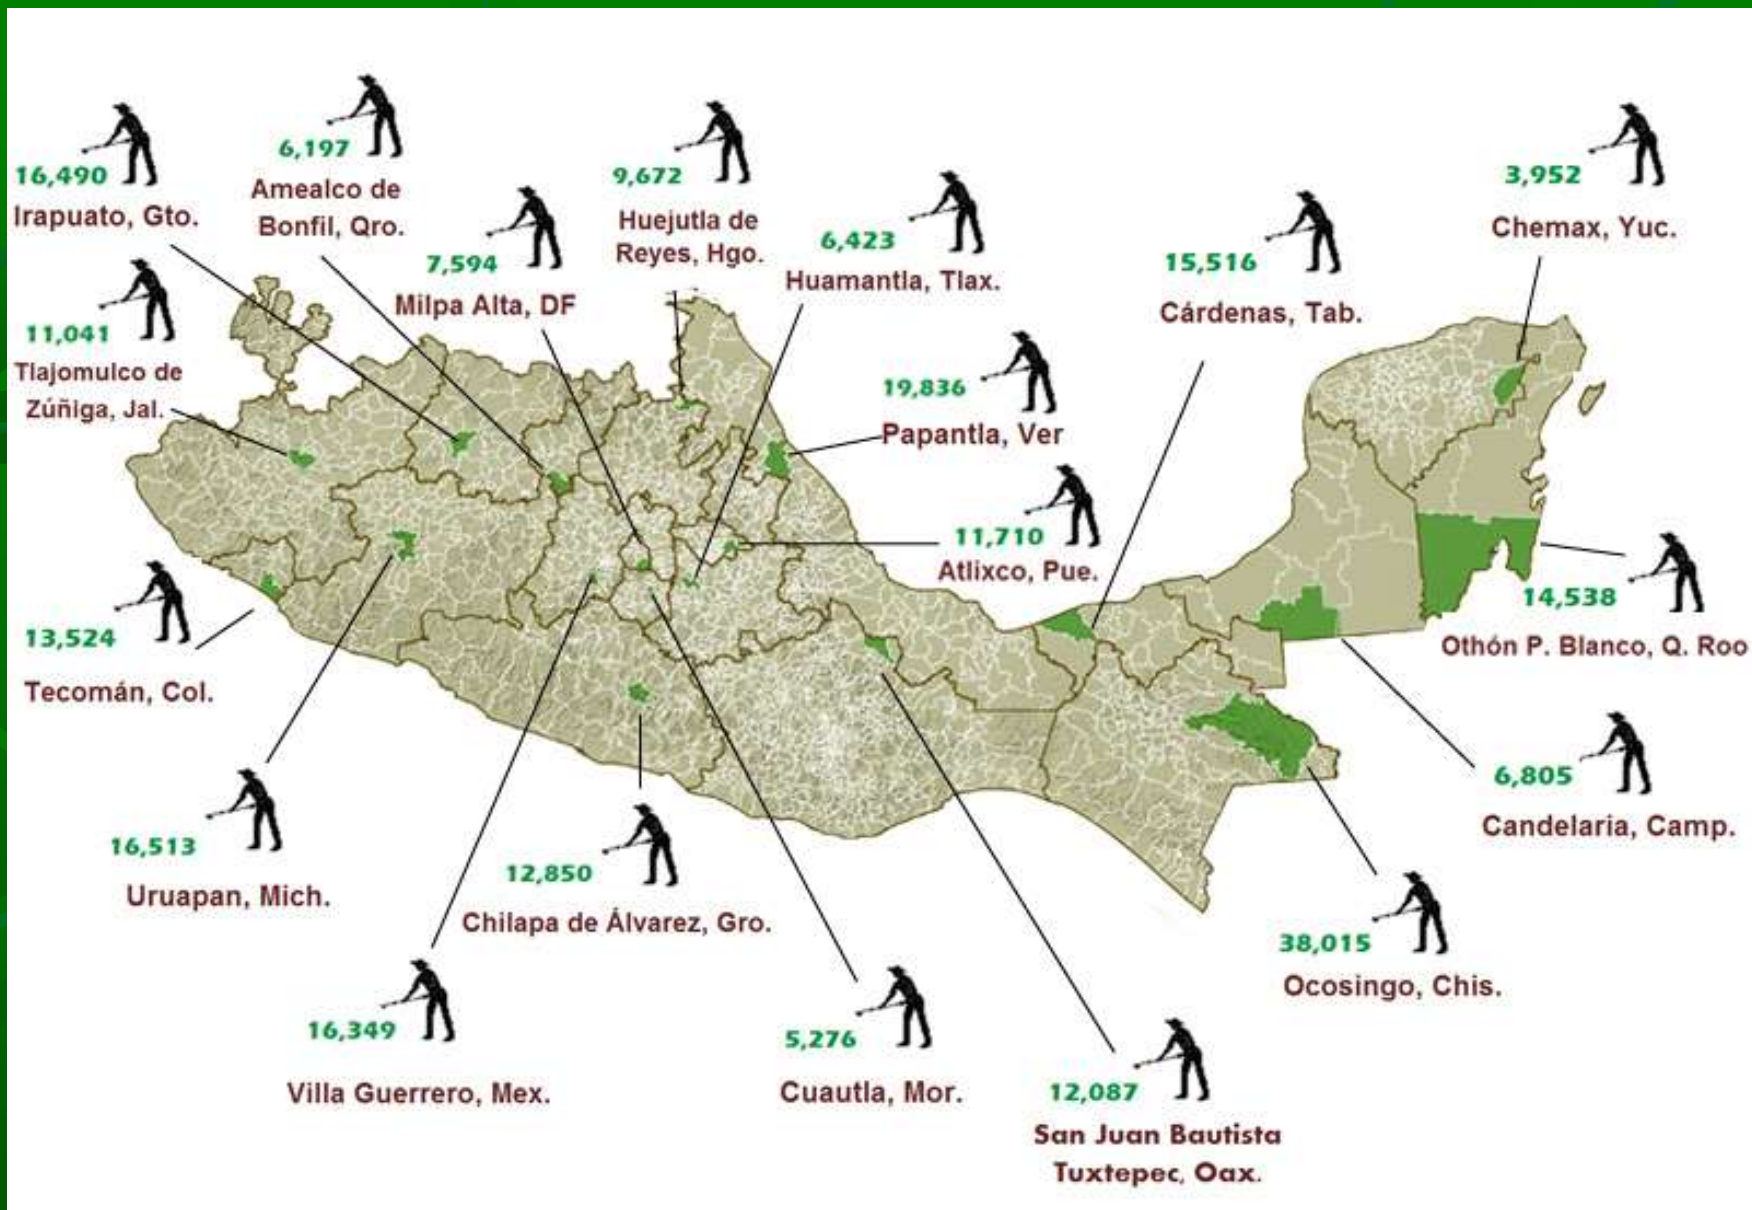 16,490
Irapuato, Gto.
6,197
Amealco de
Bonfil, Qro.
7,594
Milpa Alta, DF
9,672
Huejutla de
Reyes, Hgo.
6,423
Huamantla, Tlax.
15,516
Cárdenas, Tab.
3,952
Chemax, Yuc.
11,041
Tlajomulco de
Zúñiga, Jal.
19,836
Papantla, Ver
11,710
Atlixco, Pue.
14,538
Othón P. Blanco, Q. Roo
13,524
Tecomán, Col.
6,805
Candelaria, Camp.
16,513
Uruapan, Mich.
12,850
Chilapa de Álvarez, Gro.
38,015
Ocosingo, Chis.
16,349
Villa Guerrero, Mex.
5,276
Cuautla, Mor.
12,087
San Juan Bautista
Tuxtepec, Oax.